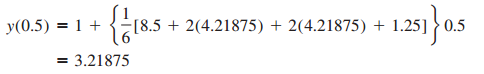 y(0.5) = 1 + {1/6[8.5 + 2(4.21875) + 2(4.21875) + 1.25]} 0.5
= 3.21875